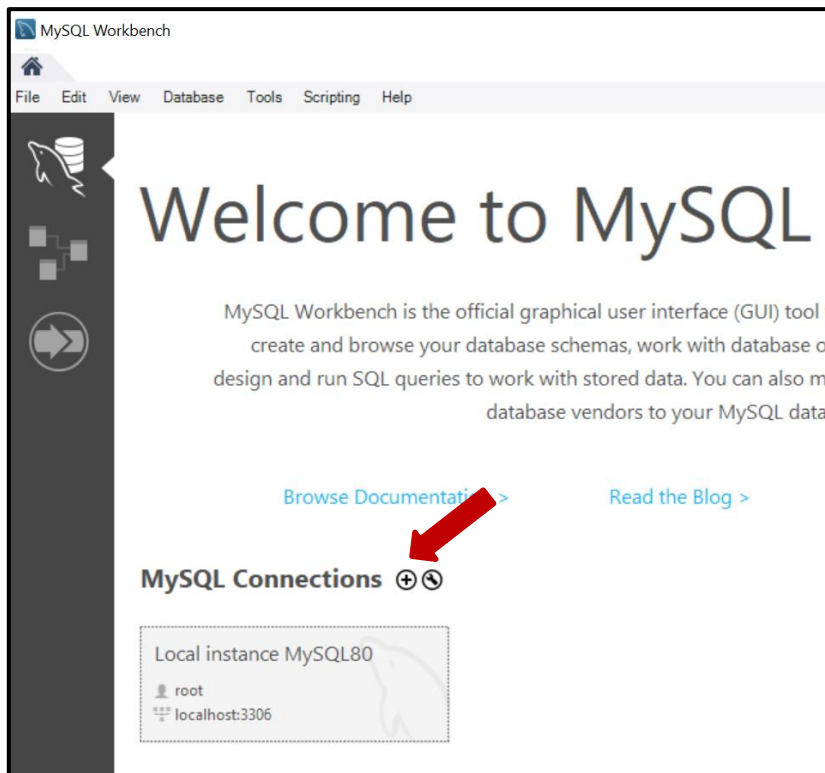 MySQL Workbench
File Edit View Database Tools Scripting Help
Welcome to MySQL
MySQL Workbench is the official graphical user interface (GUI) tool
create and browse your database schemas, work with database o
design and run SQL queries to work with stored data. You can also m
database vendors to your MySQL data
Browse Documentation > Read the Blog >
MySQL Connections
Local instance MySQL80
root
localhost:3306